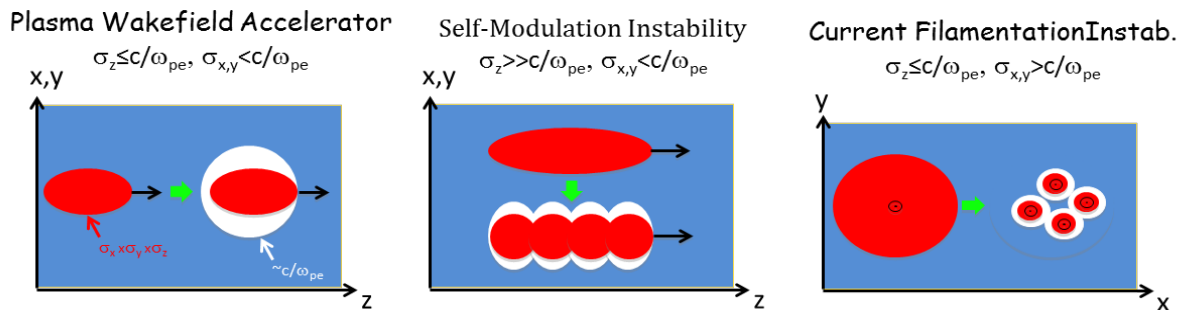 Plasma Wakefield Accelerator
σz≤c/ωpe, σx,y<c/ωpe
x,y
σx xσy xσz
~c/ωpe
z
Self-Modulation Instability
σz>>c/ωpe, σx,y<c/ωpe
x,y
z
Current FilamentationInstab.
σz≤c/ωpe, σx,y>c/ωpe
y
x